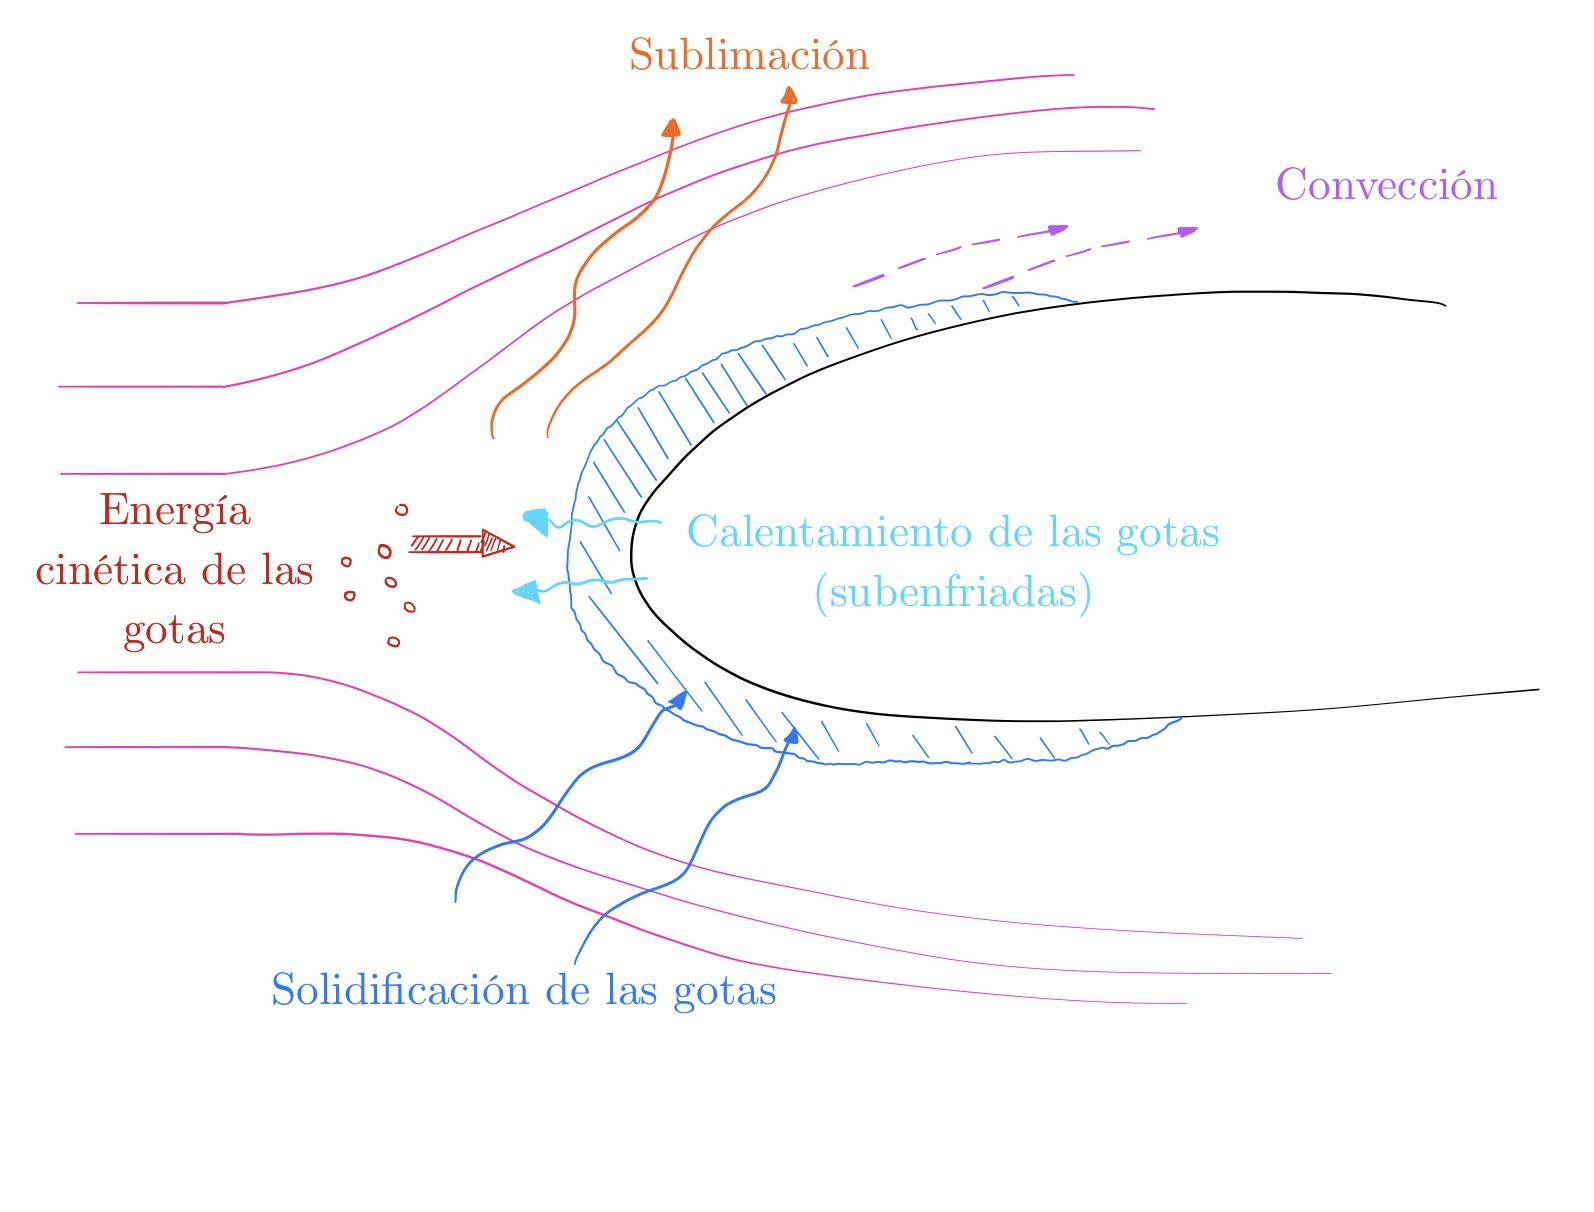 Sublimación
Convección
Energía
cinética de las
gotas
Calentamiento de las gotas
(subenfriadas)
Solidificación de las gotas